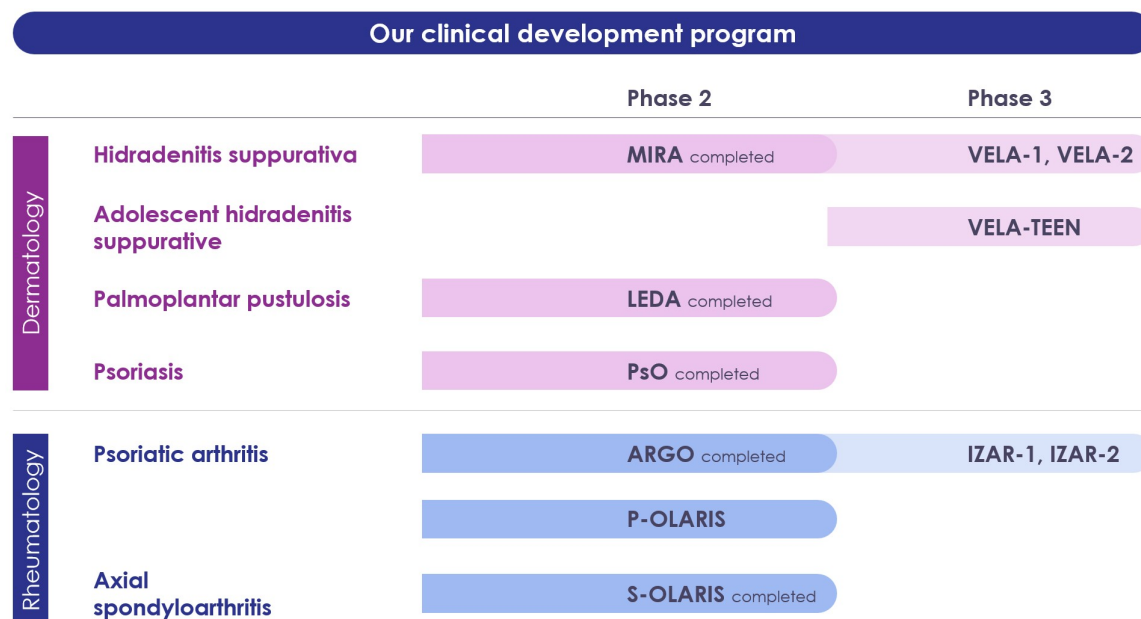 Our clinical development program
Phase 2 Phase 3
Dermatology
Hidradenitis suppurativa MIRA completed VELA-1, VELA-2
Adolescent hidradenitis
suppurative VELA-TEEN
Palmoplantar pustulosis LEDA completed
Psoriasis PsO completed
Rheumatology
Psoriatic arthritis ARGO completed IZAR-1, IZAR-2
P-OLARIS
Axial
spondyloarthritis S-OLARIS completed